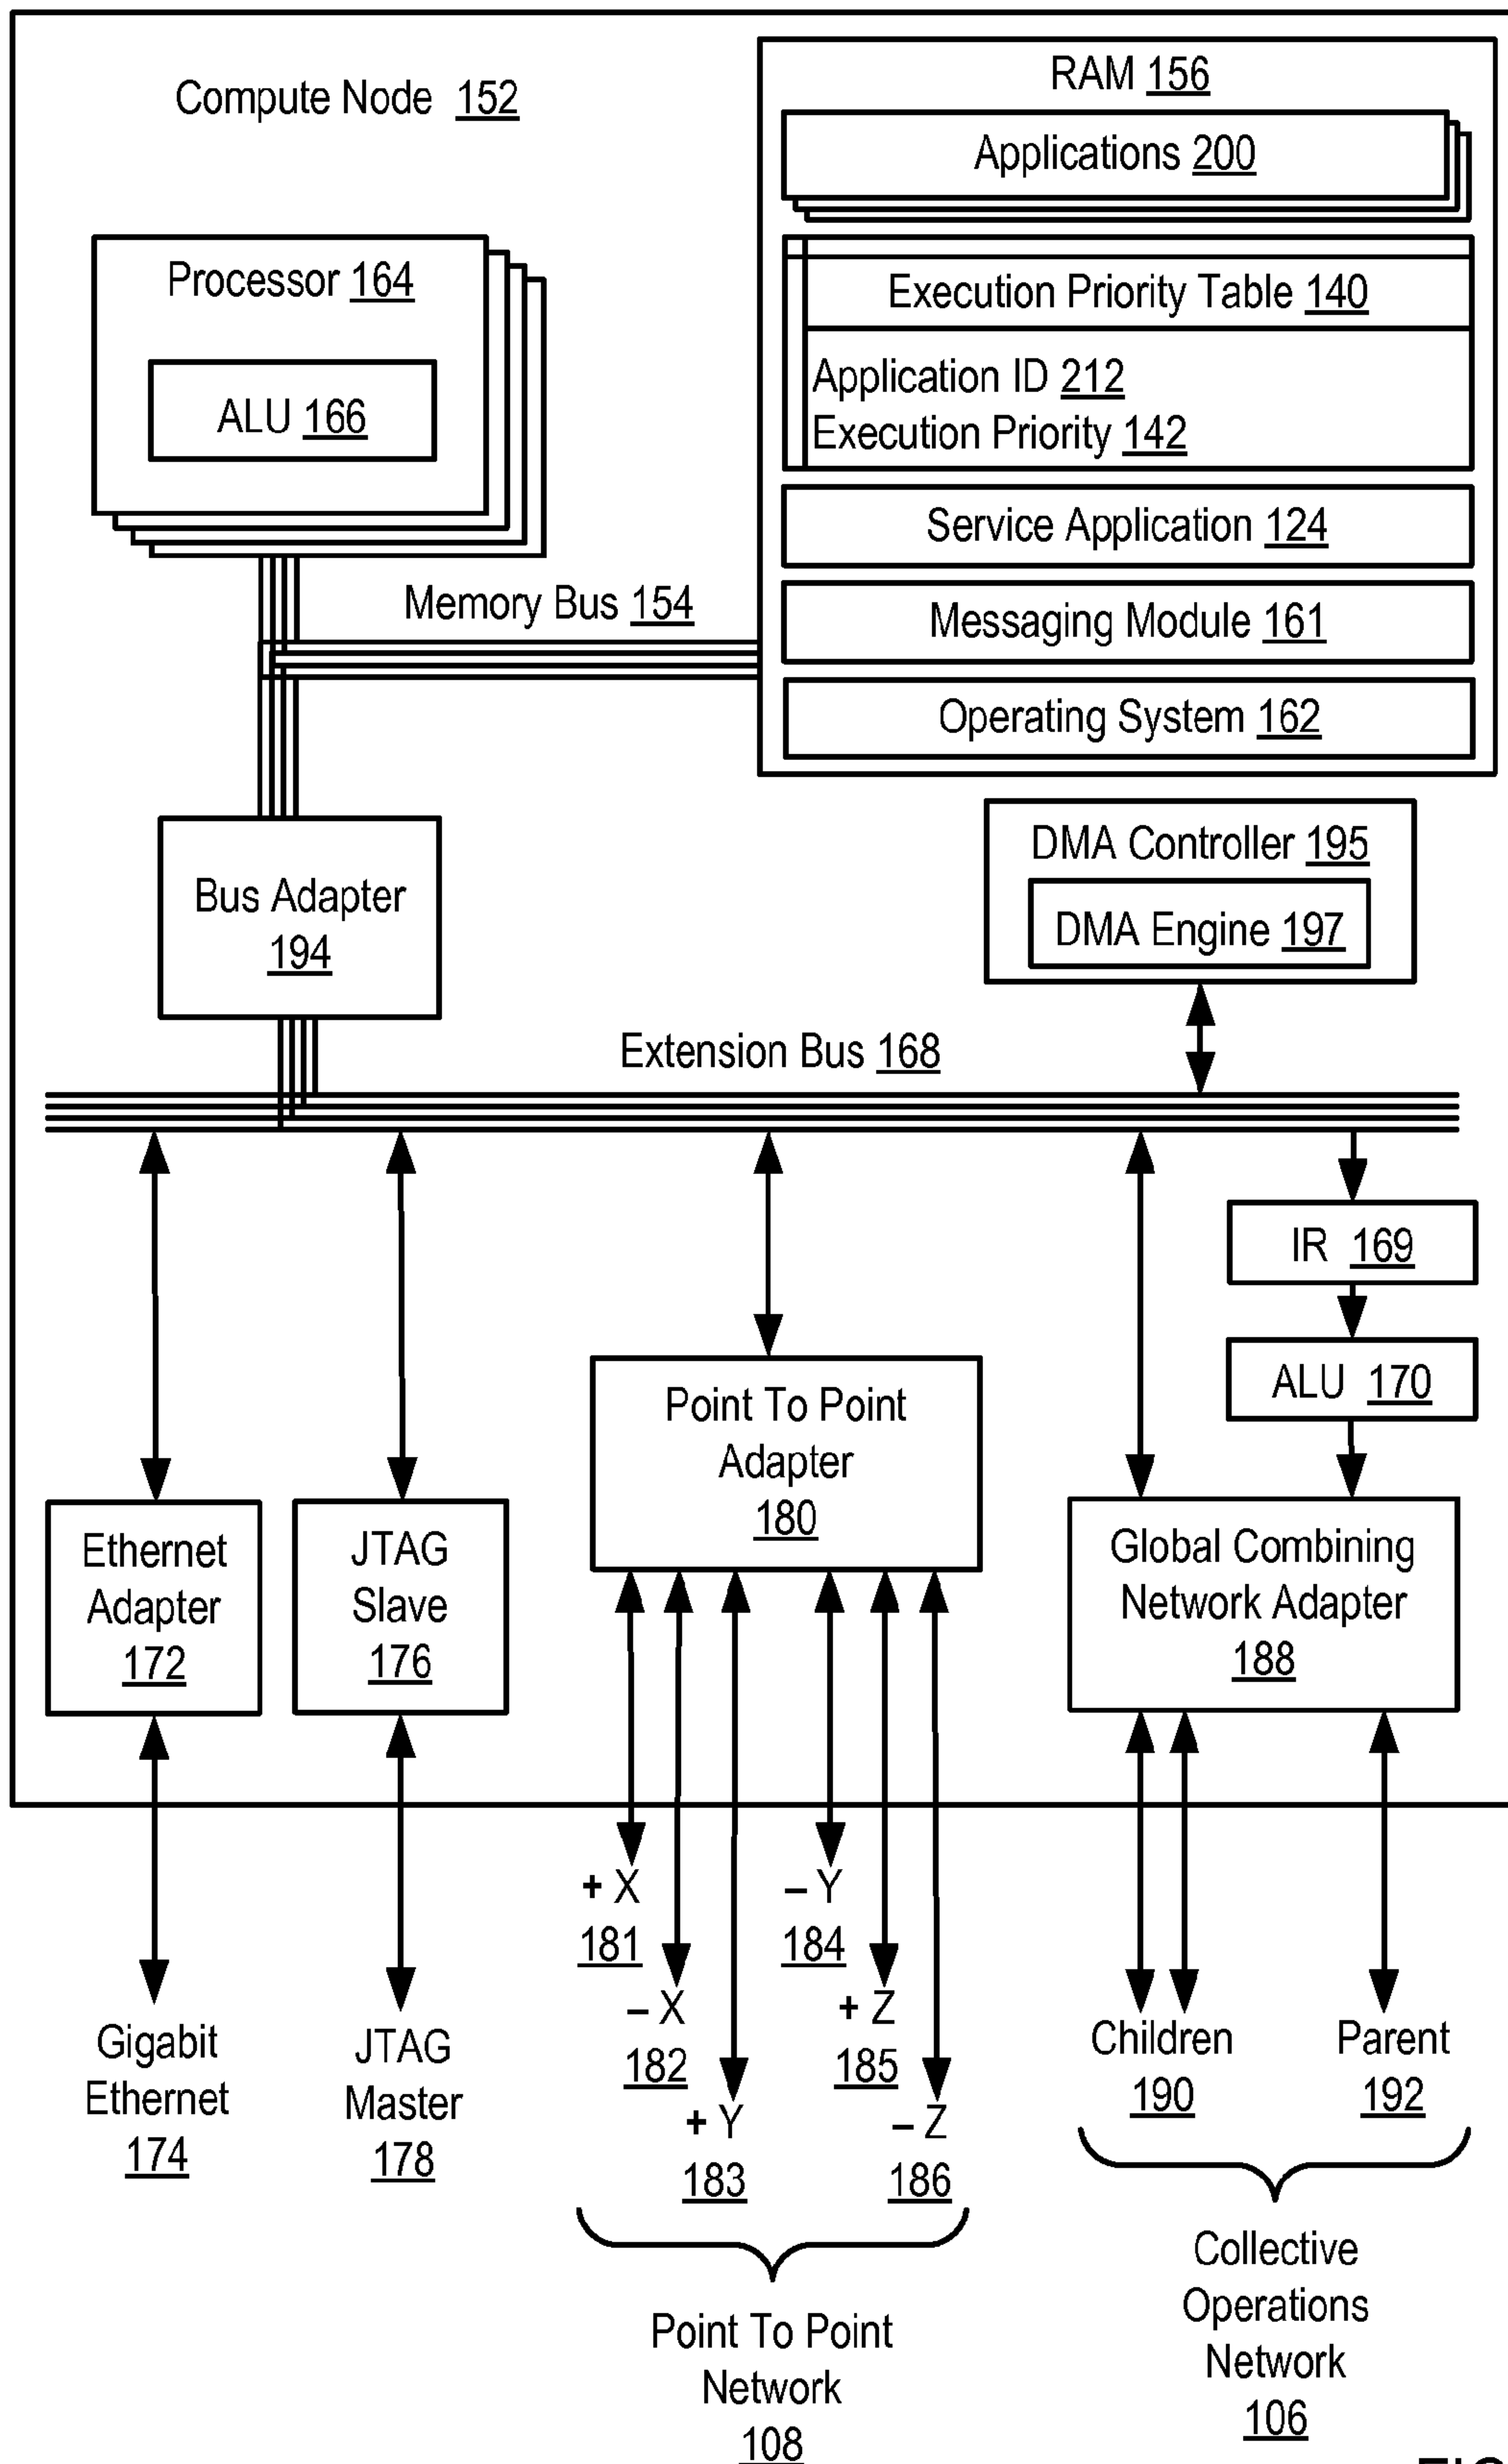 Compute Node 152
RAM 156
Applications 200
Execution Priority Table 140
Application ID 212
Execution Priority 142
Service Application 124
Messaging Module 161
Operating System 162
Processor 164
ALU 166
Memory Bus 154
Bus Adapter
194
DMA Controller 195
DMA Engine 197
Extension Bus 168
IR 169
ALU 170
Point To Point
Adapter
180
Ethernet
Adapter
172
JTAG
Slave
176
Global Combining
Network Adapter
188
+ X
181
– X
182
+ Y
183
– Y
184
+ Z
185
– Z
186
Gigabit
Ethernet
174
JTAG
Master
178
Children
190
Parent
192
Point To Point
Network
108
Collective
Operations
Network
106